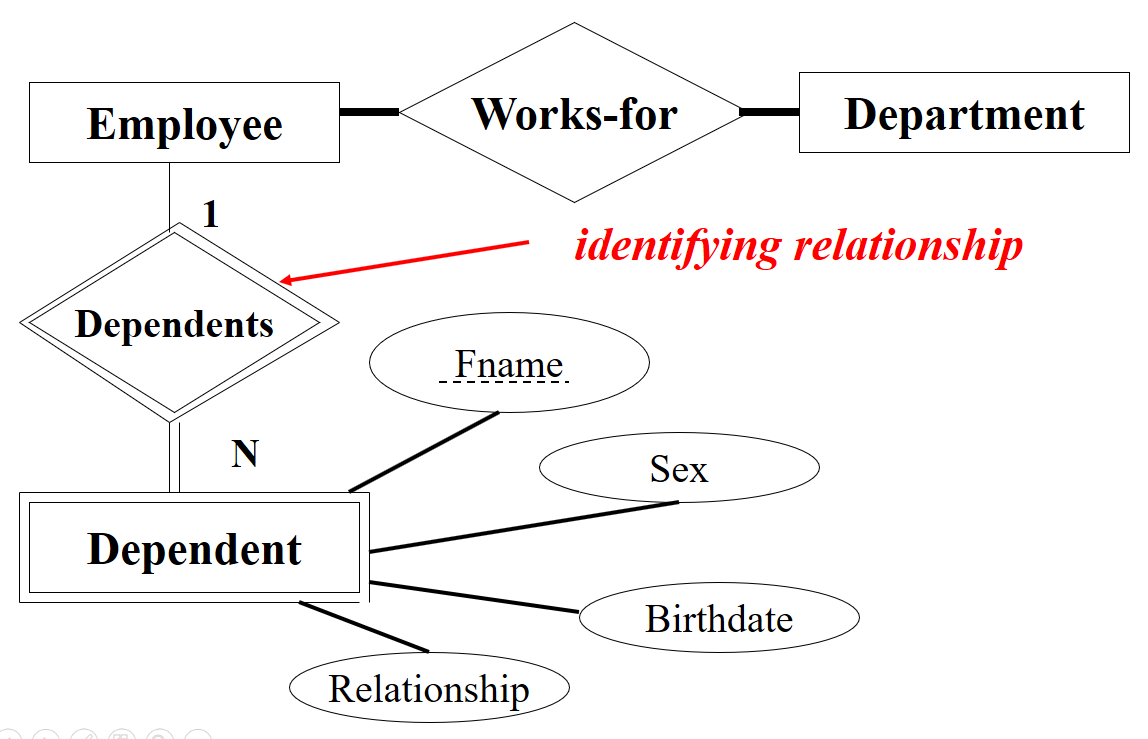 Employee
Works-for
Department
1
identifying relationship
Dependents
Fname
N
Sex
Dependent
Birthdate
Relationship